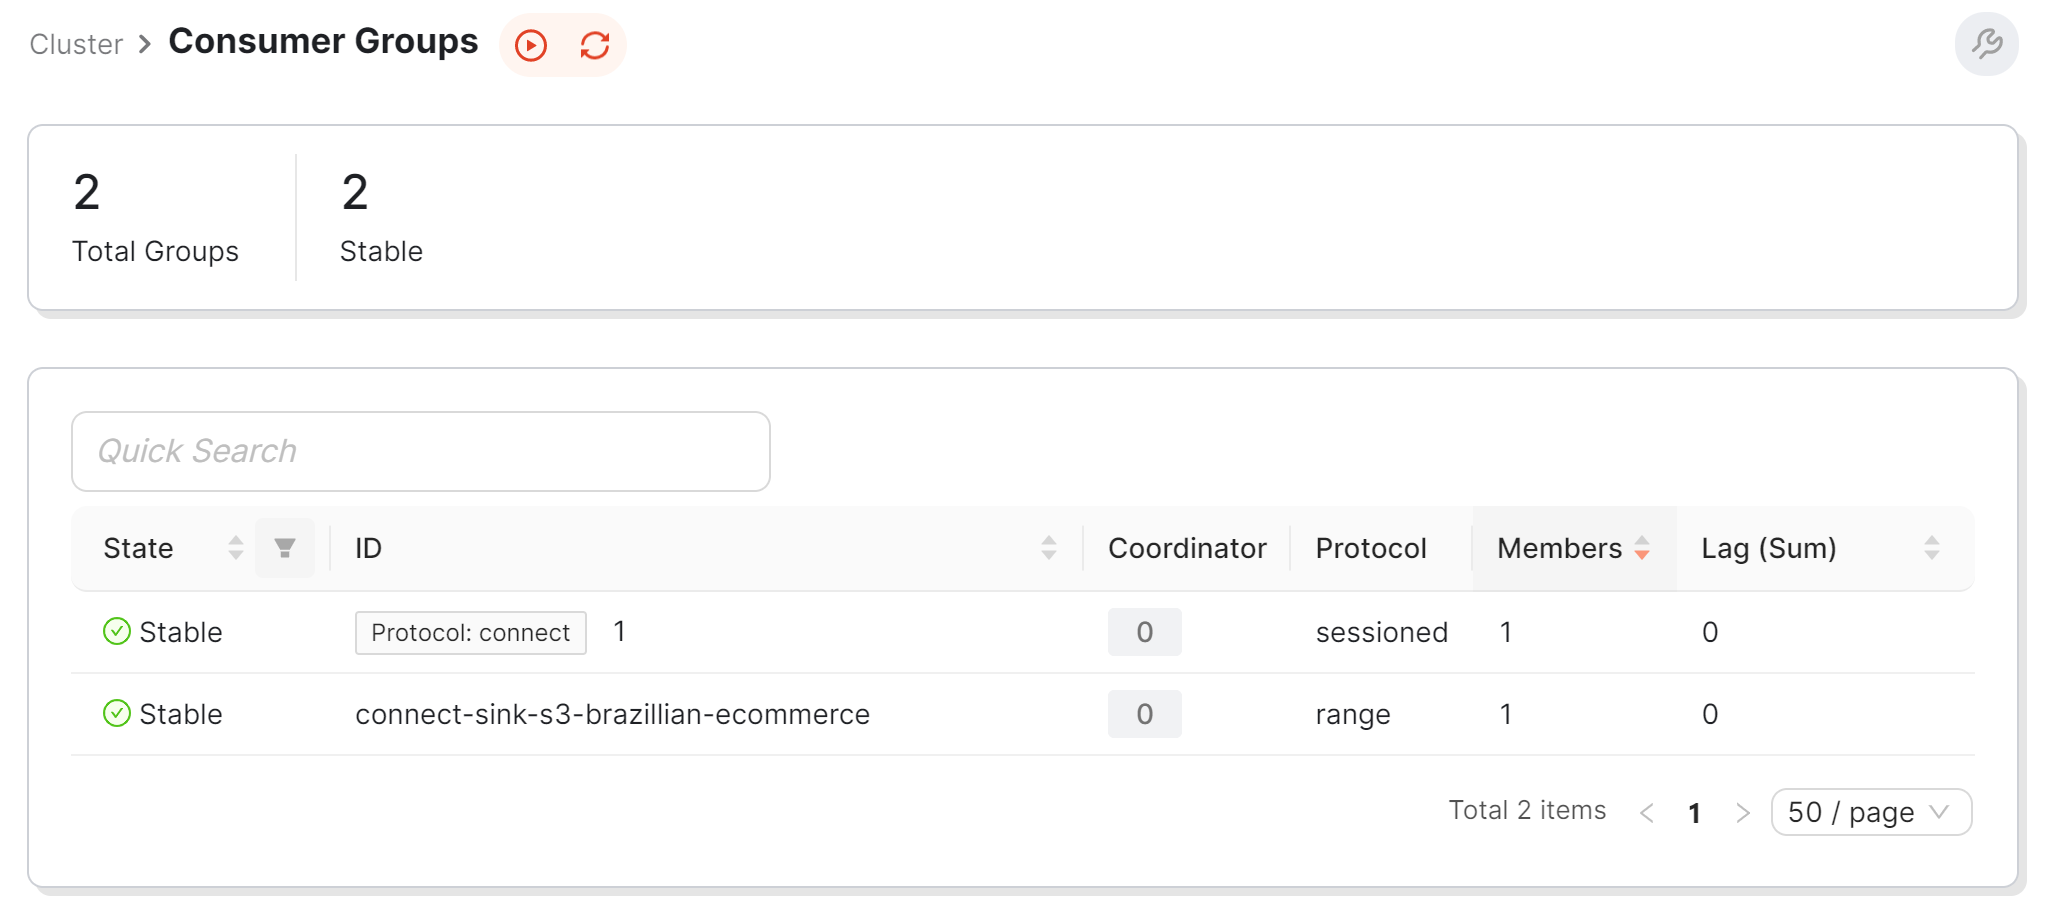 Cluster > Consumer Groups
2 2
Total Groups Stable
Quick Search
State ID Coordinator Protocol Members Lag (Sum)
Stable Protocol: connect 1 0 sessioned 1 0
Stable connect-sink-s3-brazillian-ecommerce 0 range 1 0
Total 2 items < 1 > 50 / page